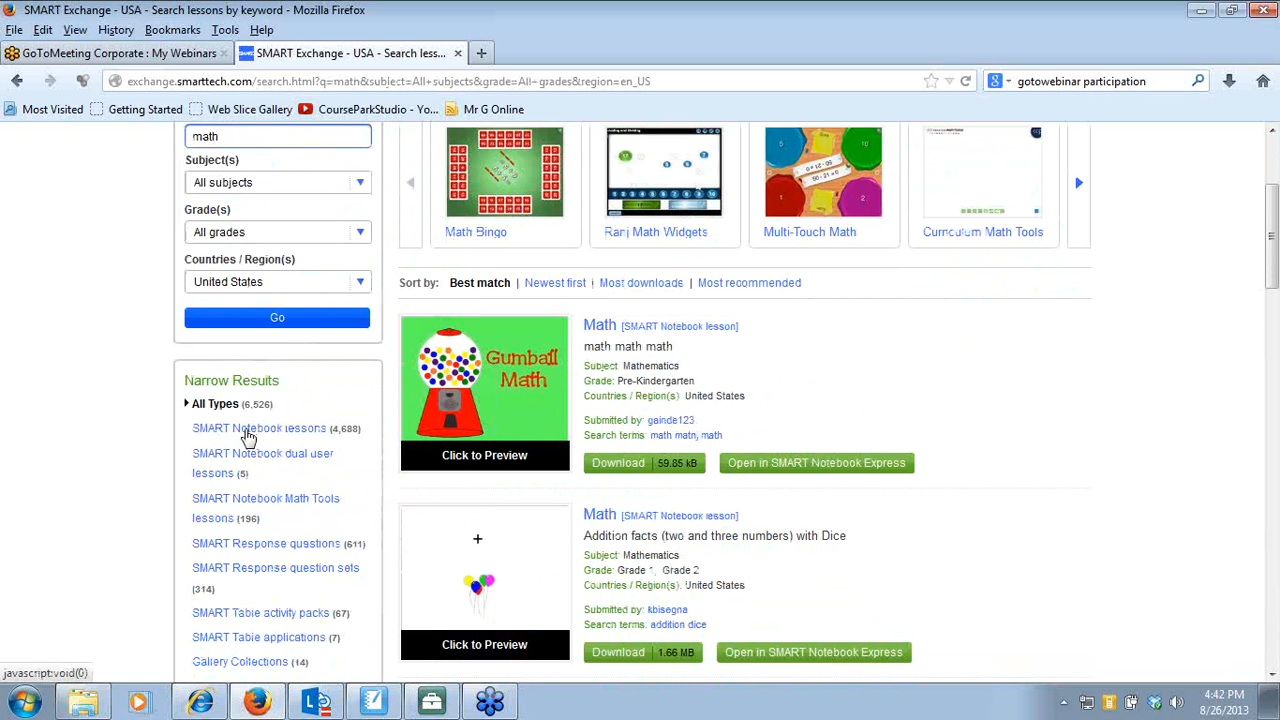 SMART Exchange - USA - Search lessons by keyword - Mozilla Firefox
File Edit View History Bookmarks Tools Help
GoToMeeting Corporate : My Webinars
SMART Exchange - USA - Search less...
exchange.smarttech.com/search.html?q=math&subject=All+subjects&grade=All+grades&region=en_US
gotowebinar participation
Most Visited Getting Started Web Slice Gallery CourseParkStudio - Yo... Mr G Online
math
Subject(s)
All subjects
Grade(s)
All grades
Countries / Region(s)
United States
Go
Narrow Results
All Types (6,526)
SMART Notebook lessons (4,688)
SMART Notebook dual user
lessons (5)
SMART Notebook Math Tools
lessons (196)
SMART Response questions (611)
SMART Response question sets
(314)
SMART Table activity packs (67)
SMART Table applications (7)
Gallery Collections (14)
Math Bingo
Ranj Math Widgets
Multi-Touch Math
Curriculum Math Tools
Sort by: Best match | Newest first | Most downloads | Most recommended
Gumball
Math
Click to Preview
Math [SMART Notebook lesson]
math math math
Subject: Mathematics
Grade: Pre-Kindergarten
Countries / Region(s): United States
Submitted by: gainde123
Search terms: math matn, math
Download 59.85 kB
Open in SMART Notebook Express
+
Click to Preview
Math [SMART Notebook lesson]
Addition facts (two and three numbers) with Dice
Subject: Mathematics
Grade: Grade 1, Grade 2
Countries / Region(s): United States
Submitted by: kbisegna
Search terms: addition dice
Download 1.66 MB
Open in SMART Notebook Express
javascript:void(0)
4:42 PM
8/26/2013